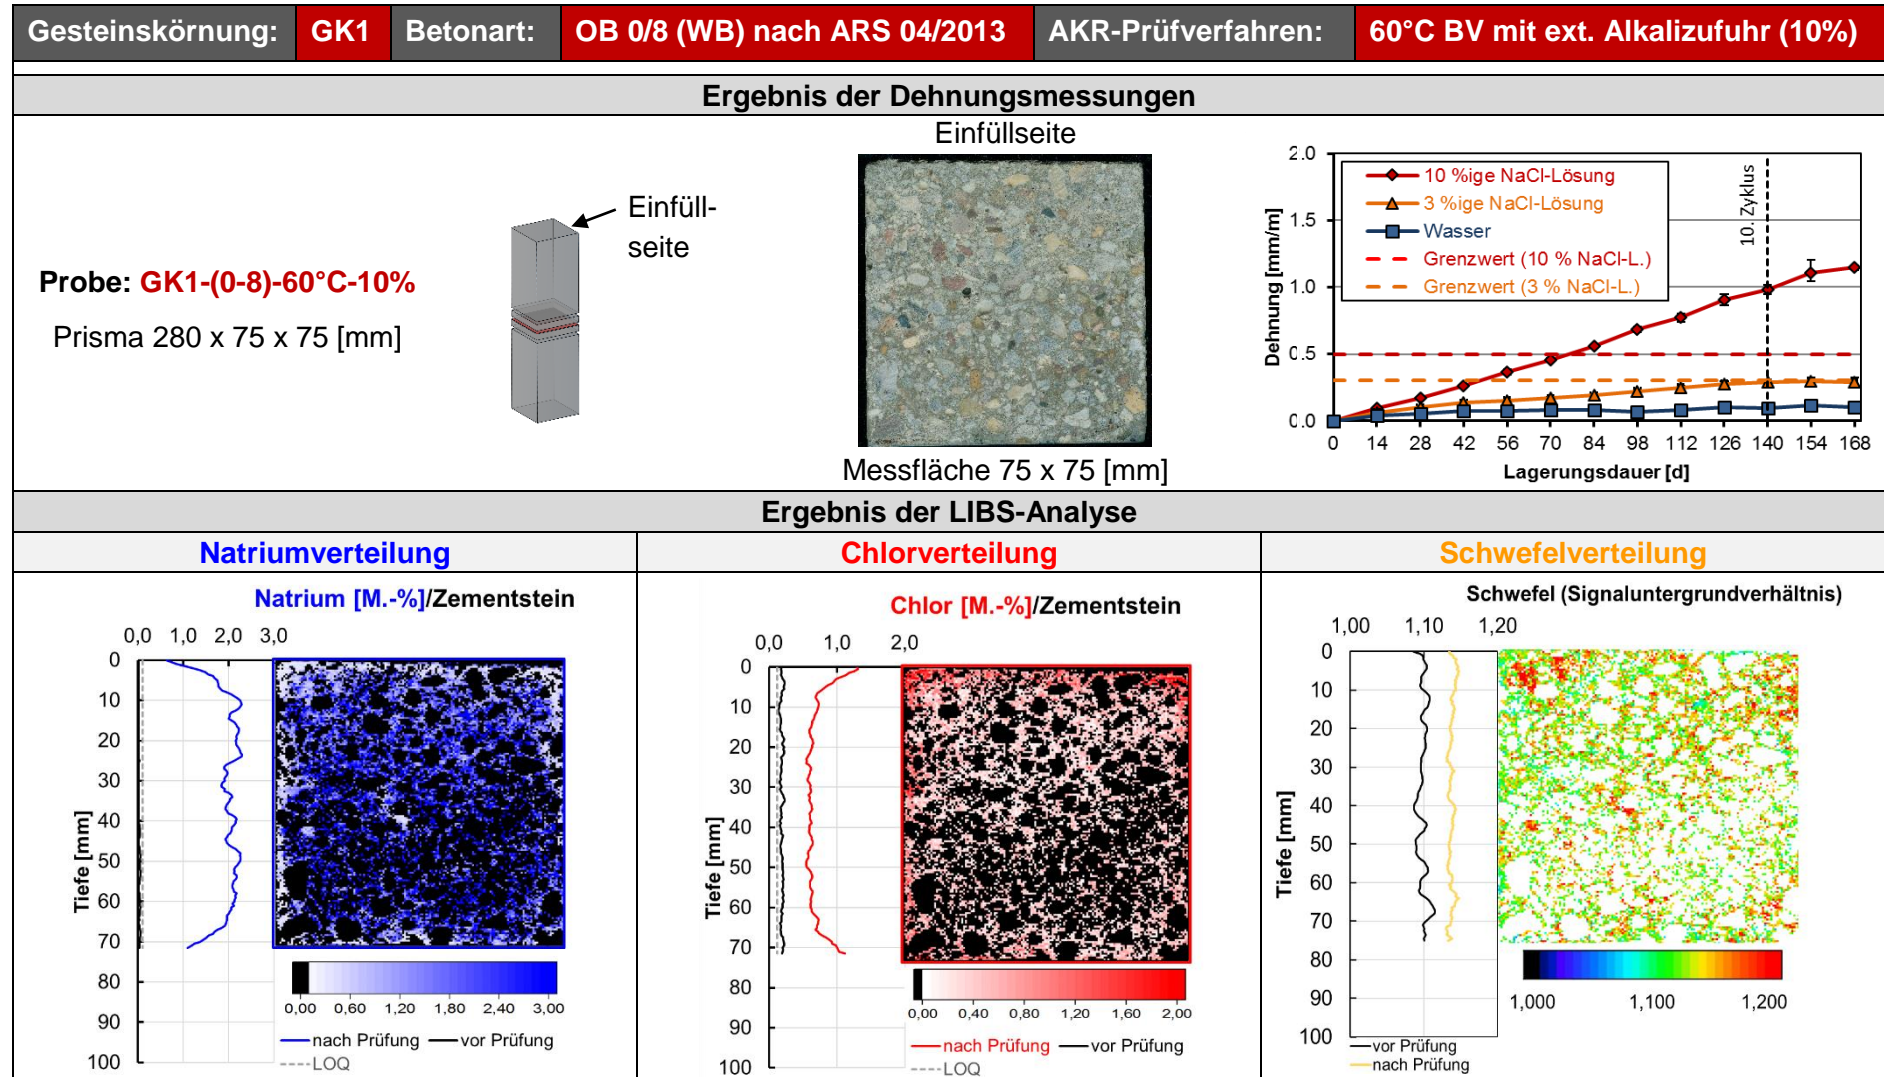 Gesteinskörnung: GK1 Betonart: OB 0/8 (WB) nach ARS 04/2013 AKR-Prüfverfahren: 60°C BV mit ext. Alkalizufuhr (10%)
Ergebnis der Dehnungsmessungen
Probe: GK1-(0-8)-60°C-10%
Prisma 280 x 75 x 75 [mm]
Einfüll-
seite
Einfüllseite
Messfläche 75 x 75 [mm]
Dehnung [mm/m]
2.0
1.5
1.0
0.5
0.0
10 %ige NaCl-Lösung
3 %ige NaCl-Lösung
Wasser
Grenzwert (10 % NaCl-L.)
Grenzwert (3 % NaCl-L.)
10. Zyklus
0 14 28 42 56 70 84 98 112 126 140 154 168
Lagerungsdauer [d]
Ergebnis der LIBS-Analyse
Natriumverteilung
Natrium [M.-%]/Zementstein
0,0 1,0 2,0 3,0
Tiefe [mm]
0
10
20
30
40
50
60
70
80
90
100
0,00 0,60 1,20 1,80 2,40 3,00
nach Prüfung vor Prüfung
LOQ
Chlorverteilung
Chlor [M.-%]/Zementstein
0,0 1,0 2,0
Tiefe [mm]
0
10
20
30
40
50
60
70
80
90
100
0,00 0,40 0,80 1,20 1,60 2,00
nach Prüfung vor Prüfung
LOQ
Schwefelverteilung
Schwefel (Signaluntergrundverhältnis)
1,00 1,10 1,20
Tiefe [mm]
0
10
20
30
40
50
60
70
80
90
100
1,000 1,100 1,200
vor Prüfung
nach Prüfung